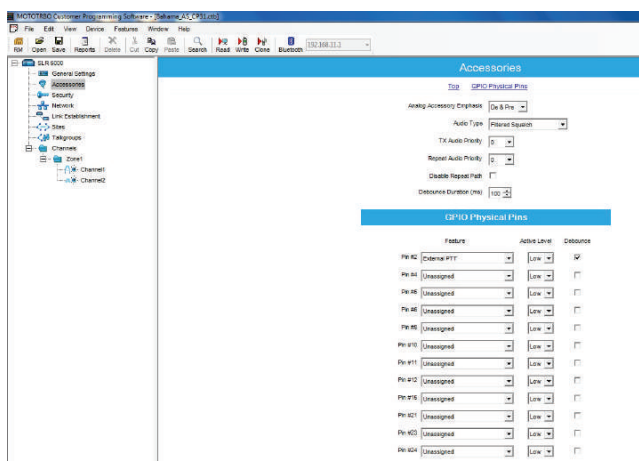 MOTOTRBO Customer Programming Software - [Bahama_A5_CP31.ctb]
File Edit View Device Features Window Help
RM Open Save Reports Delete Cut Copy Paste Search Read Write Clone Bluetooth 192.168.11.2
SLR 8000
General Settings
Accessories
Security
Network
Link Establishment
Sites
Talkgroups
Channels
Zone1
Channel1
Channel2
Accessories
Top GPIO Physical Pins
Analog Accessory Emphasis De & Pre
Audio Type Filtered Squelch
TX Audio Priority
Repeat Audio Priority
Disable Repeat Path
Debounce Duration (ms) 100
GPIO Physical Pins
Feature Active Level Debounce
Pin #2 External PTT Low
Pin #4 Unassigned Low
Pin #6 Unassigned Low
Pin #8 Unassigned Low
Pin #9 Unassigned Low
Pin #10 Unassigned Low
Pin #11 Unassigned Low
Pin #12 Unassigned Low
Pin #16 Unassigned Low
Pin #21 Unassigned Low
Pin #23 Unassigned Low
Pin #24 Unassigned Low